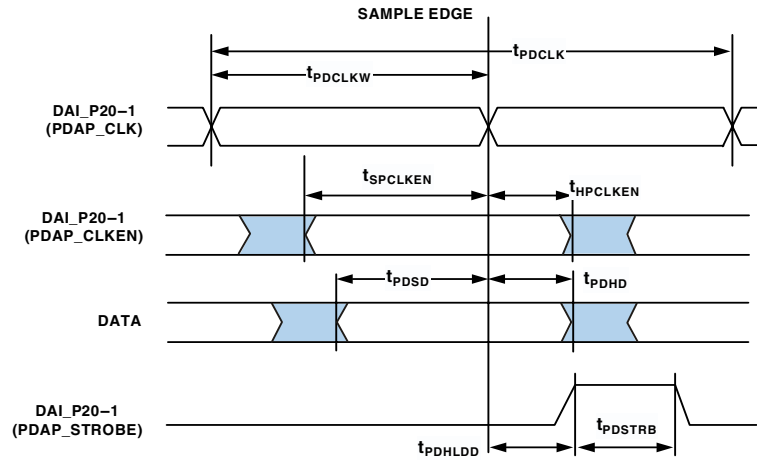 SAMPLE EDGE
tPDCLK
tPDCLKW
DAI_P20–1
(PDAP_CLK)
tSPCLKEN
tHPCLKEN
DAI_P20–1
(PDAP_CLKEN)
tPDSD
tPDHD
DATA
DAI_P20–1
(PDAP_STROBE)
tPDHLDD
tPDSTRB